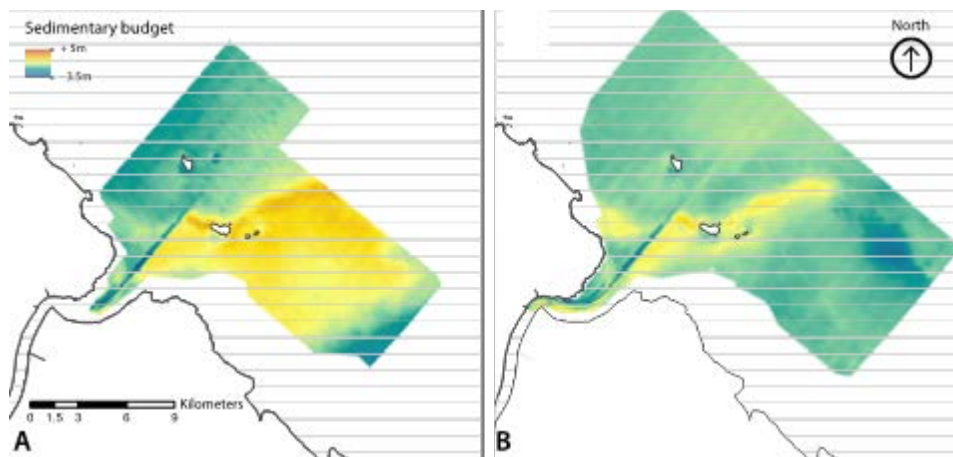 Sedimentary budget
+ 5m
- 3.5m
North
Kilometers
0 1.5 3 6 9
A
B